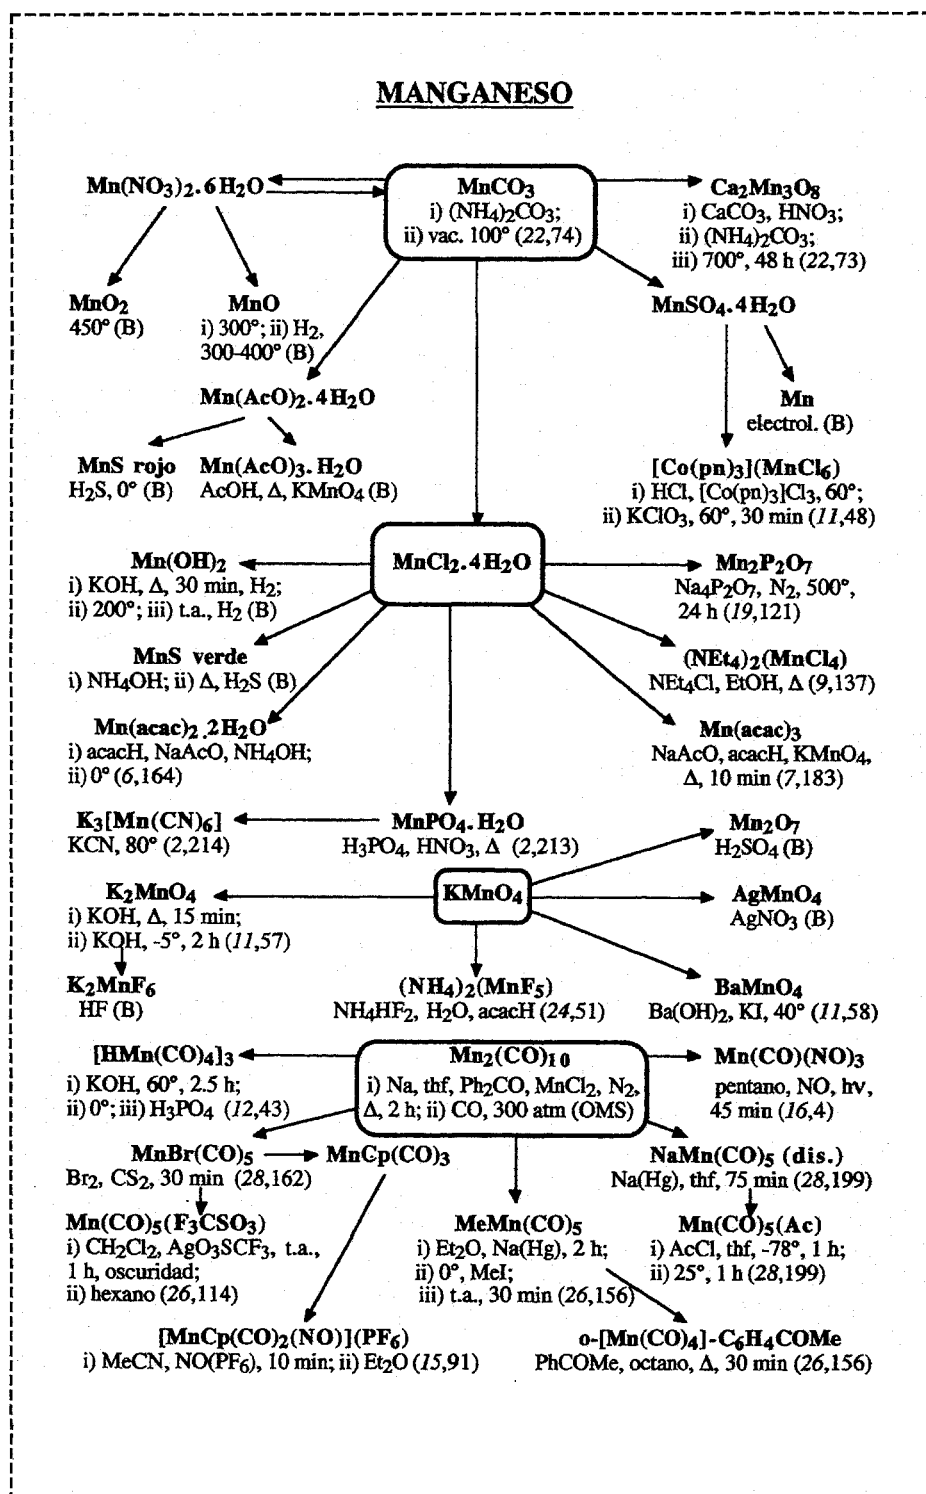 MANGANESO
Mn(NO3)2.6H2O
MnCO3
i) (NH4)2CO3;
ii) vac. 100° (22,74)
Ca2Mn3O8
i) CaCO3, HNO3;
ii) (NH4)2CO3;
iii) 700°, 48 h (22,73)
MnO2
450° (B)
MnO
i) 300°; ii) H2,
300-400° (B)
MnSO4.4H2O
Mn(AcO)2.4H2O
Mn
electrol. (B)
MnS rojo
H2S, 0° (B)
Mn(AcO)3.H2O
AcOH, Δ, KMnO4 (B)
[Co(pn)3](MnCl6)
i) HCl, [Co(pn)3]Cl3, 60°;
ii) KClO3, 60°, 30 min (11,48)
Mn(OH)2
i) KOH, Δ, 30 min, H2;
ii) 200°; iii) t.a., H2 (B)
MnCl2.4H2O
Mn2P2O7
Na4P2O7, N2, 500°,
24 h (19,121)
MnS verde
i) NH4OH; ii) Δ, H2S (B)
(NEt4)2(MnCl4)
NEt4Cl, EtOH, Δ (9,137)
Mn(acac)2.2H2O
i) acacH, NaAcO, NH4OH;
ii) 0° (6,164)
Mn(acac)3
NaAcO, acacH, KMnO4,
Δ, 10 min (7,183)
K3[Mn(CN)6]
KCN, 80° (2,214)
MnPO4.H2O
H3PO4, HNO3, Δ (2,213)
Mn2O7
H2SO4 (B)
K2MnO4
i) KOH, Δ, 15 min;
ii) KOH, -5°, 2 h (11,57)
KMnO4
AgMnO4
AgNO3 (B)
K2MnF6
HF (B)
(NH4)2(MnF5)
NH4HF2, H2O, acacH (24,51)
BaMnO4
Ba(OH)2, KI, 40° (11,58)
[HMn(CO)4]3
i) KOH, 60°, 2.5 h;
ii) 0°; iii) H3PO4 (12,43)
Mn2(CO)10
i) Na, thf, Ph2CO, MnCl2, N2,
Δ, 2 h; ii) CO, 300 atm (OMS)
Mn(CO)(NO)3
pentano, NO, hν,
45 min (16,4)
MnBr(CO)5
Br2, CS2, 30 min (28,162)
MnCp(CO)3
NaMn(CO)5 (dis.)
Na(Hg), thf, 75 min (28,199)
Mn(CO)5(F3CSO3)
i) CH2Cl2, AgO3SCF3, t.a.,
1 h, oscuridad;
ii) hexano (26,114)
MeMn(CO)5
i) Et2O, Na(Hg), 2 h;
ii) 0°, MeI;
iii) t.a., 30 min (26,156)
Mn(CO)5(Ac)
i) AcCl, thf, -78°, 1 h;
ii) 25°, 1 h (28,199)
[MnCp(CO)2(NO)](PF6)
i) MeCN, NO(PF6), 10 min; ii) Et2O (15,91)
o-[Mn(CO)4]-C6H4COMe
PhCOMe, octano, Δ, 30 min (26,156)